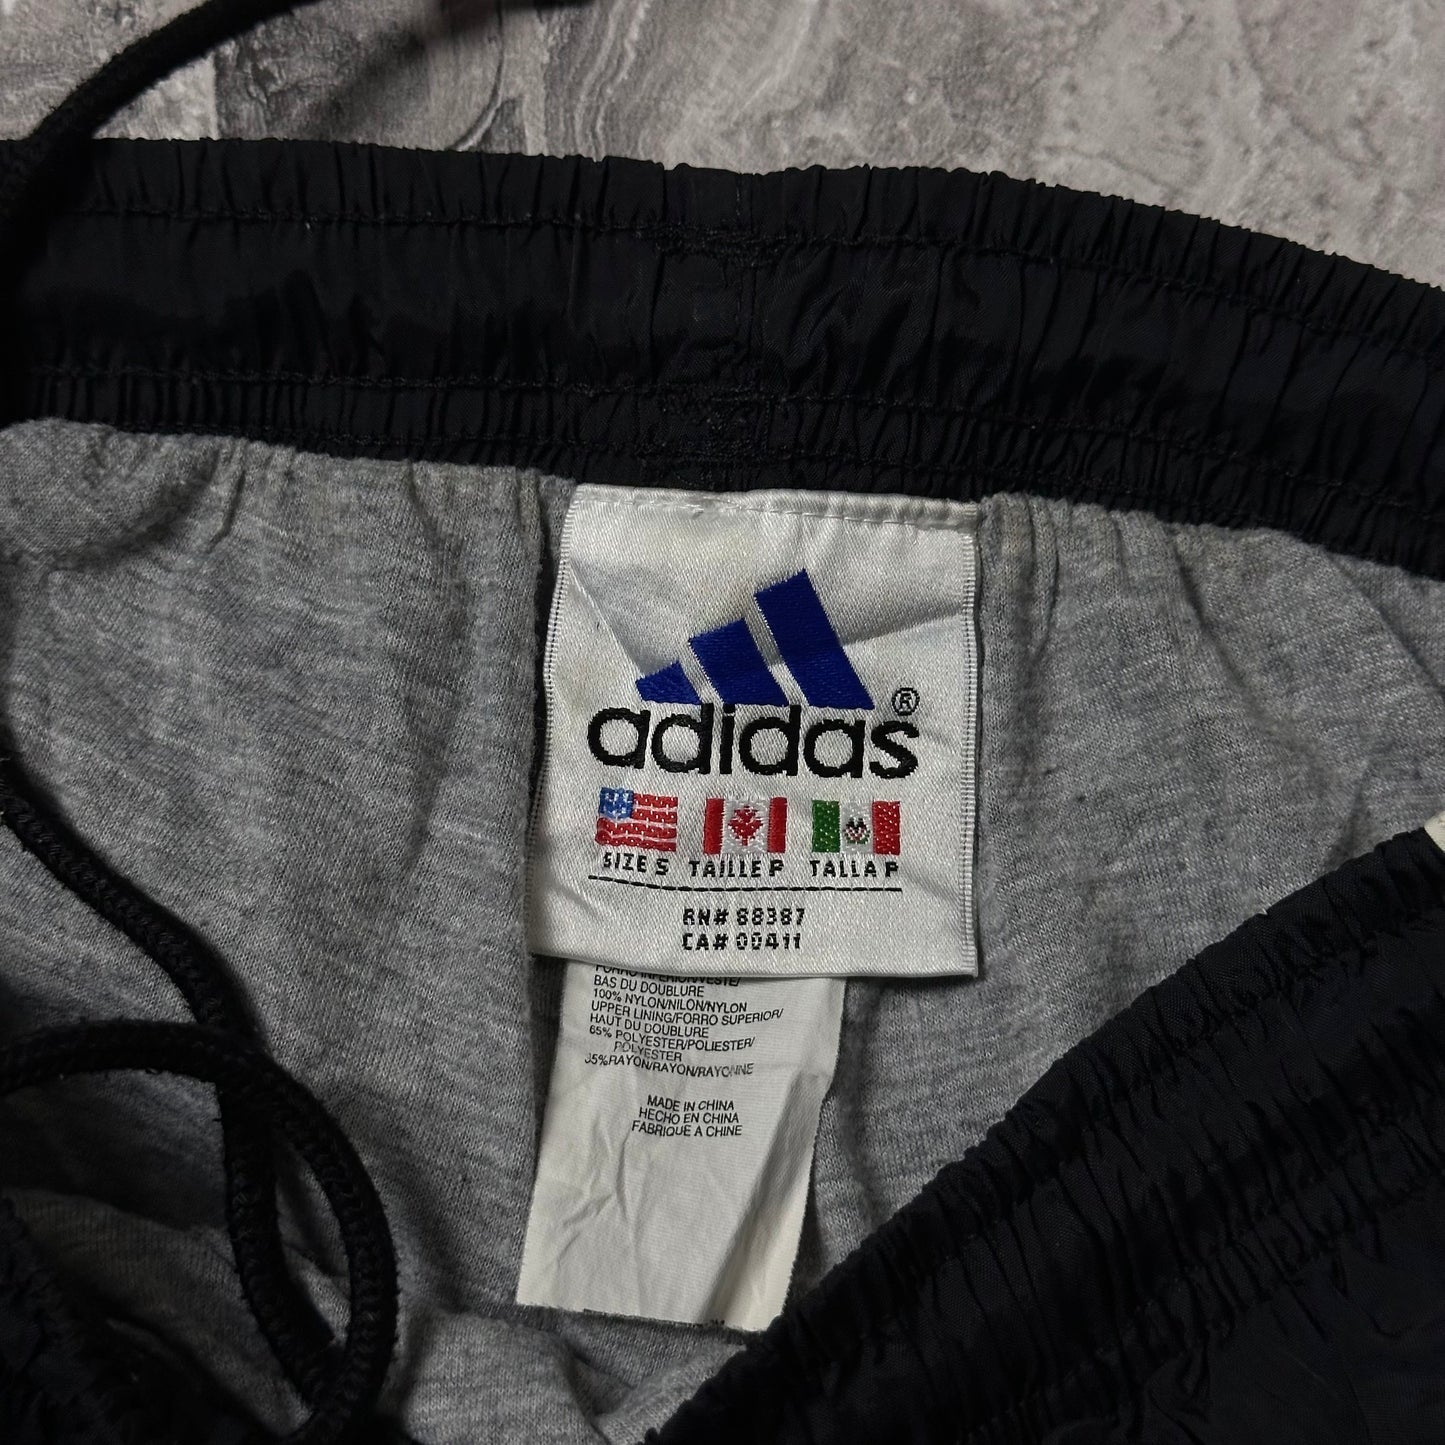 adidas®
SIZE S TAILLE P TALLA P
RN# 88387
CA# 00411
FORRO INFERIOR/VESTE/
BAS DU DOUBLURE
100% NYLON/NILON/NYLON
UPPER LINING/FORRO SUPERIOR/
HAUT DU DOUBLURE
65% POLYESTER/POLIESTER/
POLYESTER
35%RAYON/RAYON/RAYONNE
MADE IN CHINA
HECHO EN CHINA
FABRIQUE A CHINE